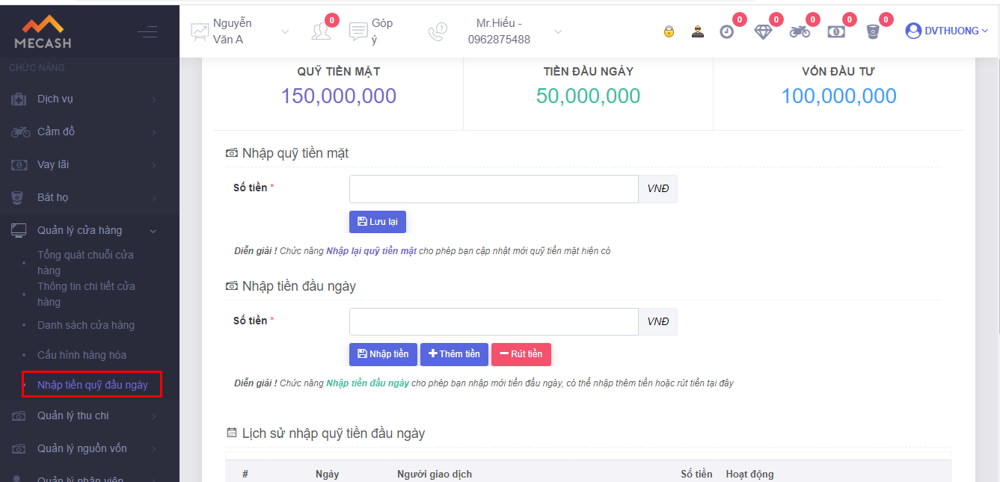 MECASH
Nguyễn
Văn A
0
Góp
ý
?
Mr.Hiếu -
0962875488
0
0
0
0
0
DVTHUONG
CHỨC NĂNG
Dịch vụ
Cầm đồ
Vay lãi
Bát họ
Quản lý cửa hàng
Tổng quát chuỗi cửa
hàng
Thông tin chi tiết cửa
hàng
Danh sách cửa hàng
Cấu hình hàng hóa
Nhập tiền quỹ đầu ngày
Quản lý thu chi
Quản lý nguồn vốn
Quản lý nhân viên
QUỸ TIỀN MẶT
150,000,000
TIỀN ĐẦU NGÀY
50,000,000
VỐN ĐẦU TƯ
100,000,000
Nhập quỹ tiền mặt
Số tiền *
VNĐ
Lưu lại
Diễn giải ! Chức năng Nhập lại quỹ tiền mặt cho phép bạn cập nhật mới quỹ tiền mặt hiện có
Nhập tiền đầu ngày
Số tiền *
VNĐ
Nhập tiền
Thêm tiền
Rút tiền
Diễn giải ! Chức năng Nhập tiền đầu ngày cho phép bạn nhập mới tiền đầu ngày, có thể nhập thêm tiền hoặc rút tiền tại đây
Lịch sử nhập quỹ tiền đầu ngày
# Ngày Người giao dịch Số tiền Hoạt động